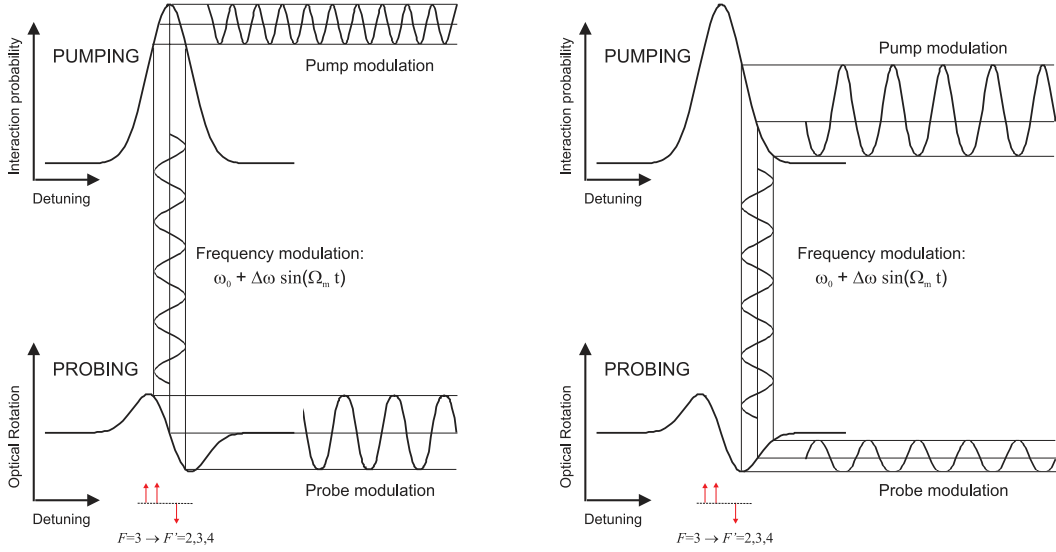 PUMPING
Interaction probability
Detuning
Pump modulation
Frequency modulation:
ω₀ + Δω sin(Ωₘ t)
PROBING
Optical Rotation
Detuning
Probe modulation
F=3 → F'=2,3,4
PUMPING
Interaction probability
Detuning
Pump modulation
Frequency modulation:
ω₀ + Δω sin(Ωₘ t)
PROBING
Optical Rotation
Detuning
Probe modulation
F=3 → F'=2,3,4